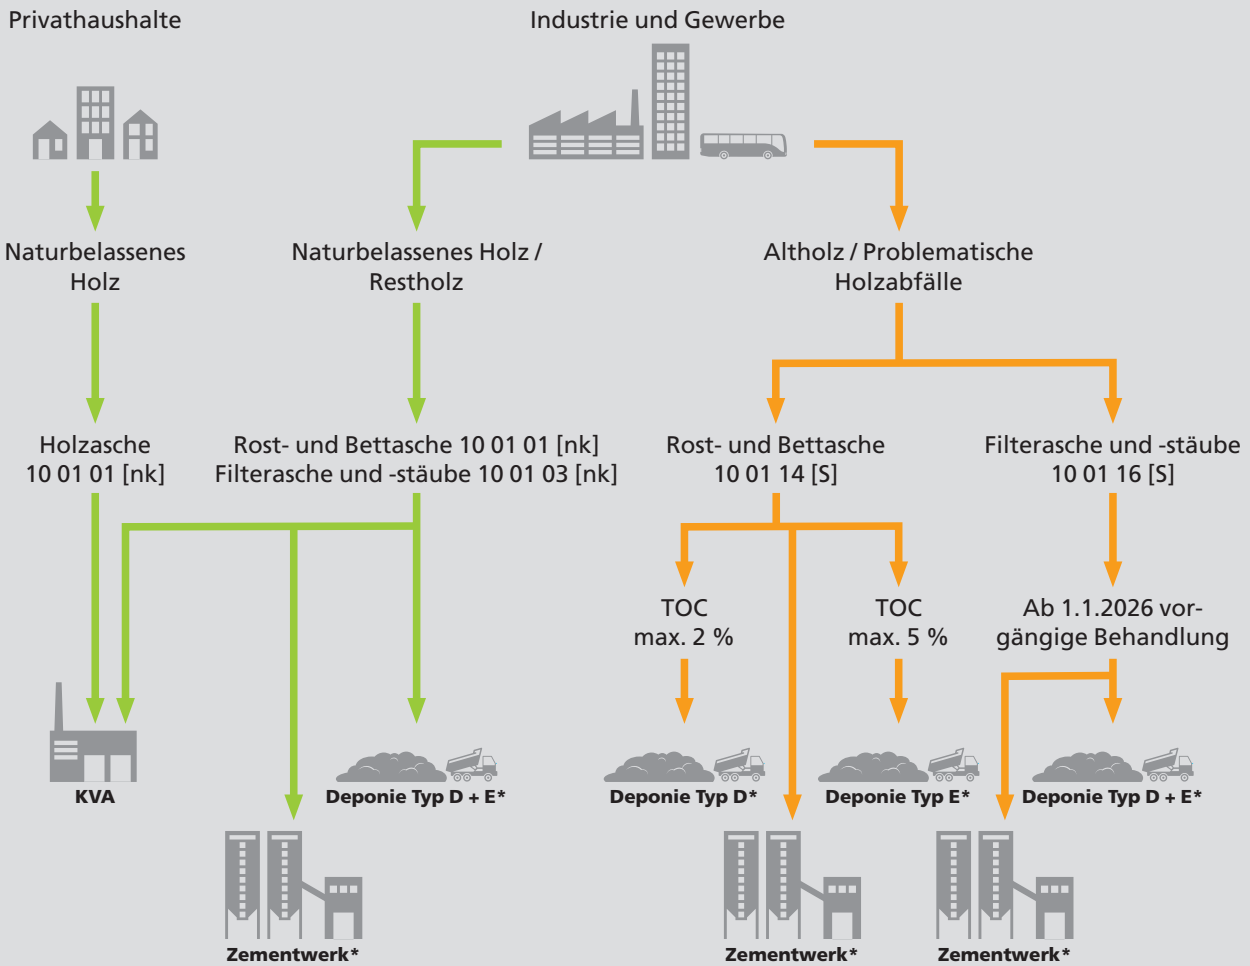 Privathaushalte
Industrie und Gewerbe
Naturbelassenes
Holz
Naturbelassenes Holz /
Restholz
Altholz / Problematische
Holzabfälle
Holzasche
10 01 01 [nk]
Rost- und Bettasche 10 01 01 [nk]
Filterasche und -stäube 10 01 03 [nk]
Rost- und Bettasche
10 01 14 [S]
Filterasche und -stäube
10 01 16 [S]
TOC
max. 2 %
TOC
max. 5 %
Ab 1.1.2026 vor-
gängige Behandlung
KVA
Deponie Typ D + E*
Deponie Typ D*
Deponie Typ E*
Deponie Typ D + E*
Zementwerk*
Zementwerk*
Zementwerk*